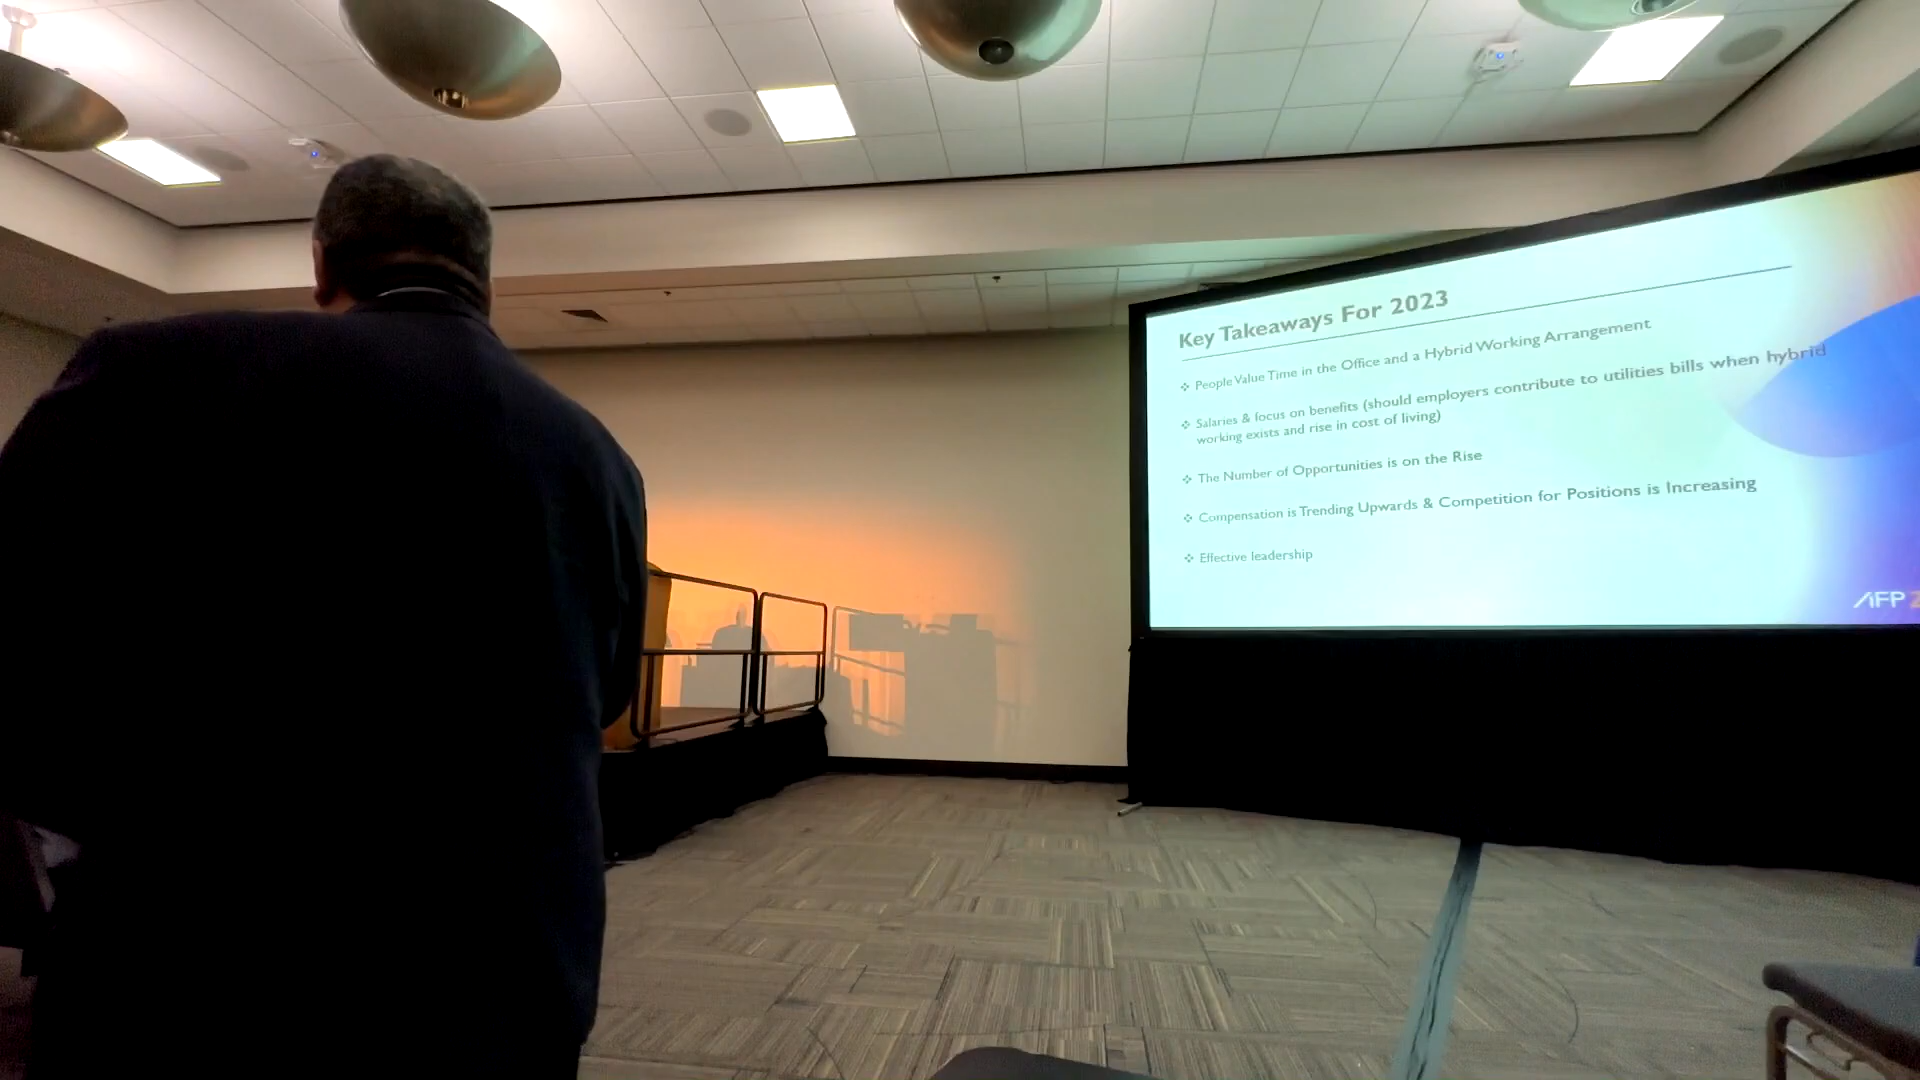 Key Takeaways For 2023
❖ People Value Time in the Office and a Hybrid Working Arrangement
❖ Salaries & focus on benefits (should employers contribute to utilities bills when hybrid
working exists and rise in cost of living)
❖ The Number of Opportunities is on the Rise
❖ Compensation is Trending Upwards & Competition for Positions is Increasing
❖ Effective leadership
AFP 2